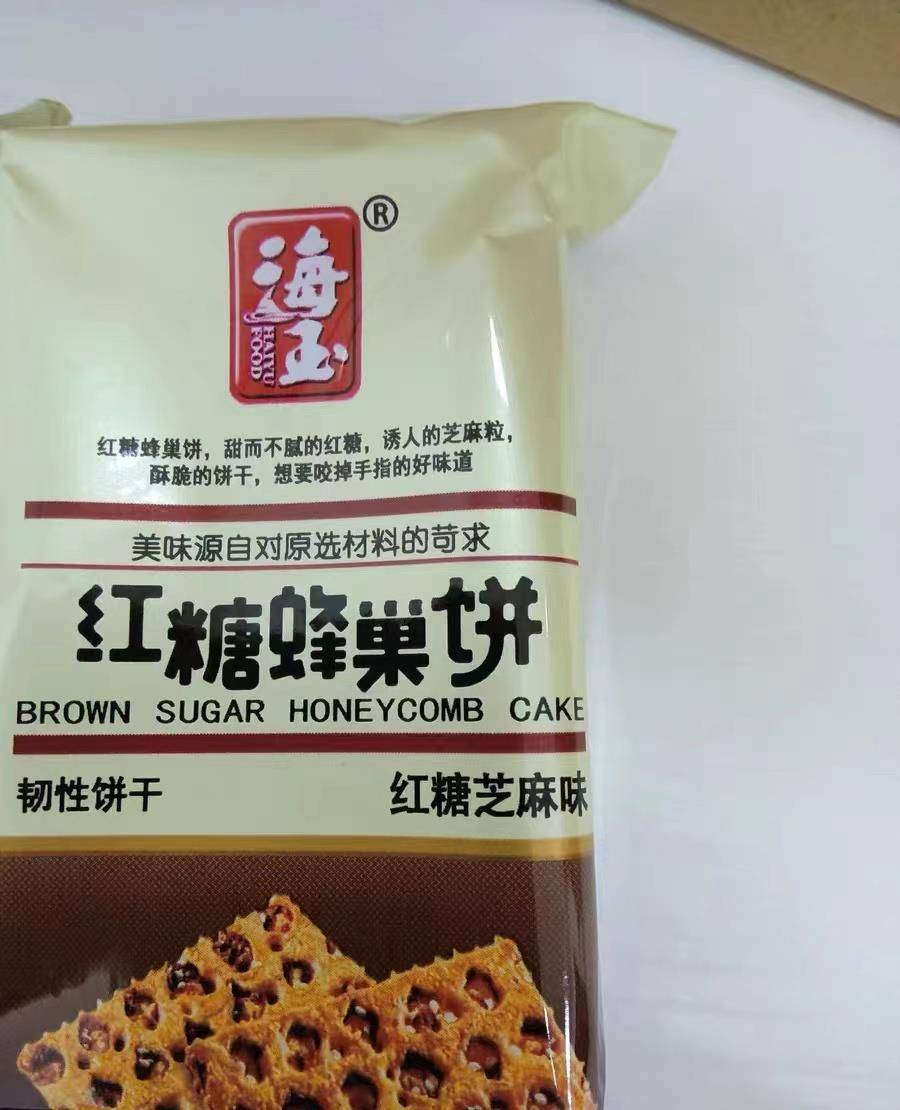 海玉
HAIYU
FOOD
®
红糖蜂巢饼，甜而不腻的红糖，诱人的芝麻粒，
酥脆的饼干，想要咬掉手指的好味道
美味源自对原选材料的苛求
红糖蜂巢饼
BROWN SUGAR HONEYCOMB CAKE
韧性饼干 红糖芝麻味